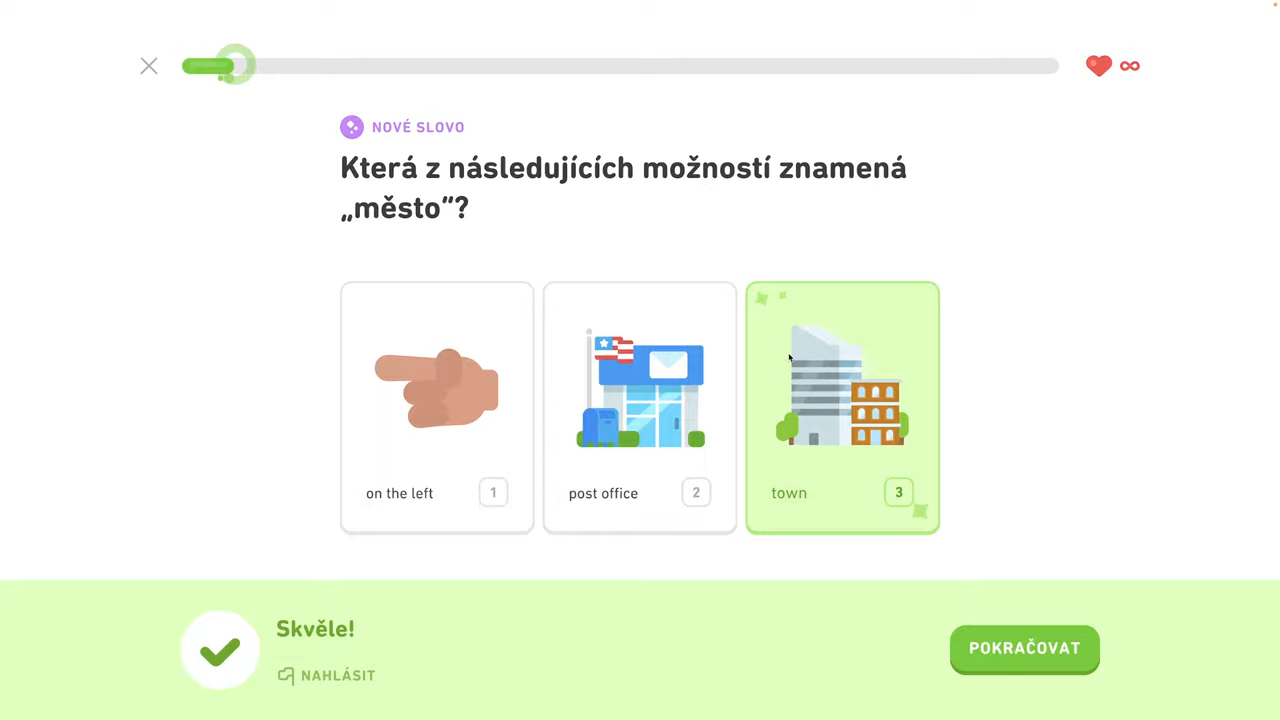 NOVÉ SLOVO
Která z následujících možností znamená
„město”?
on the left 1
post office 2
town 3
Skvěle!
NAHLÁSIT
POKRAČOVAT